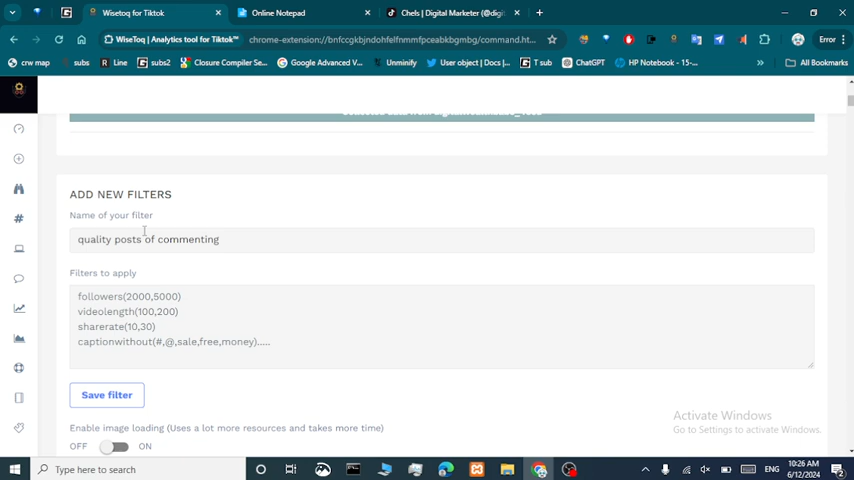 Wisetoq for Tiktok
Online Notepad
Chels | Digital Marketer (@digi
WiseToq | Analytics tool for Tiktok™
chrome-extension://bnfccgkbjndohfelfnmmfpceabkbgmbg/command.ht...
Error
crw map
subs
Line
subs2
Closure Compiler Se...
Google Advanced V...
Unminify
User object | Docs |...
T sub
ChatGPT
HP Notebook - 15-...
All Bookmarks
ADD NEW FILTERS
Name of your filter
quality posts of commenting
Filters to apply
followers(2000,5000)
videolength(100,200)
sharerate(10,30)
captionwithout(#,@,sale,free,money).....
Save filter
Enable image loading (Uses a lot more resources and takes more time)
OFF ON
Activate Windows
Go to Settings to activate Windows.
Type here to search
ENG
10:26 AM
6/12/2024
2